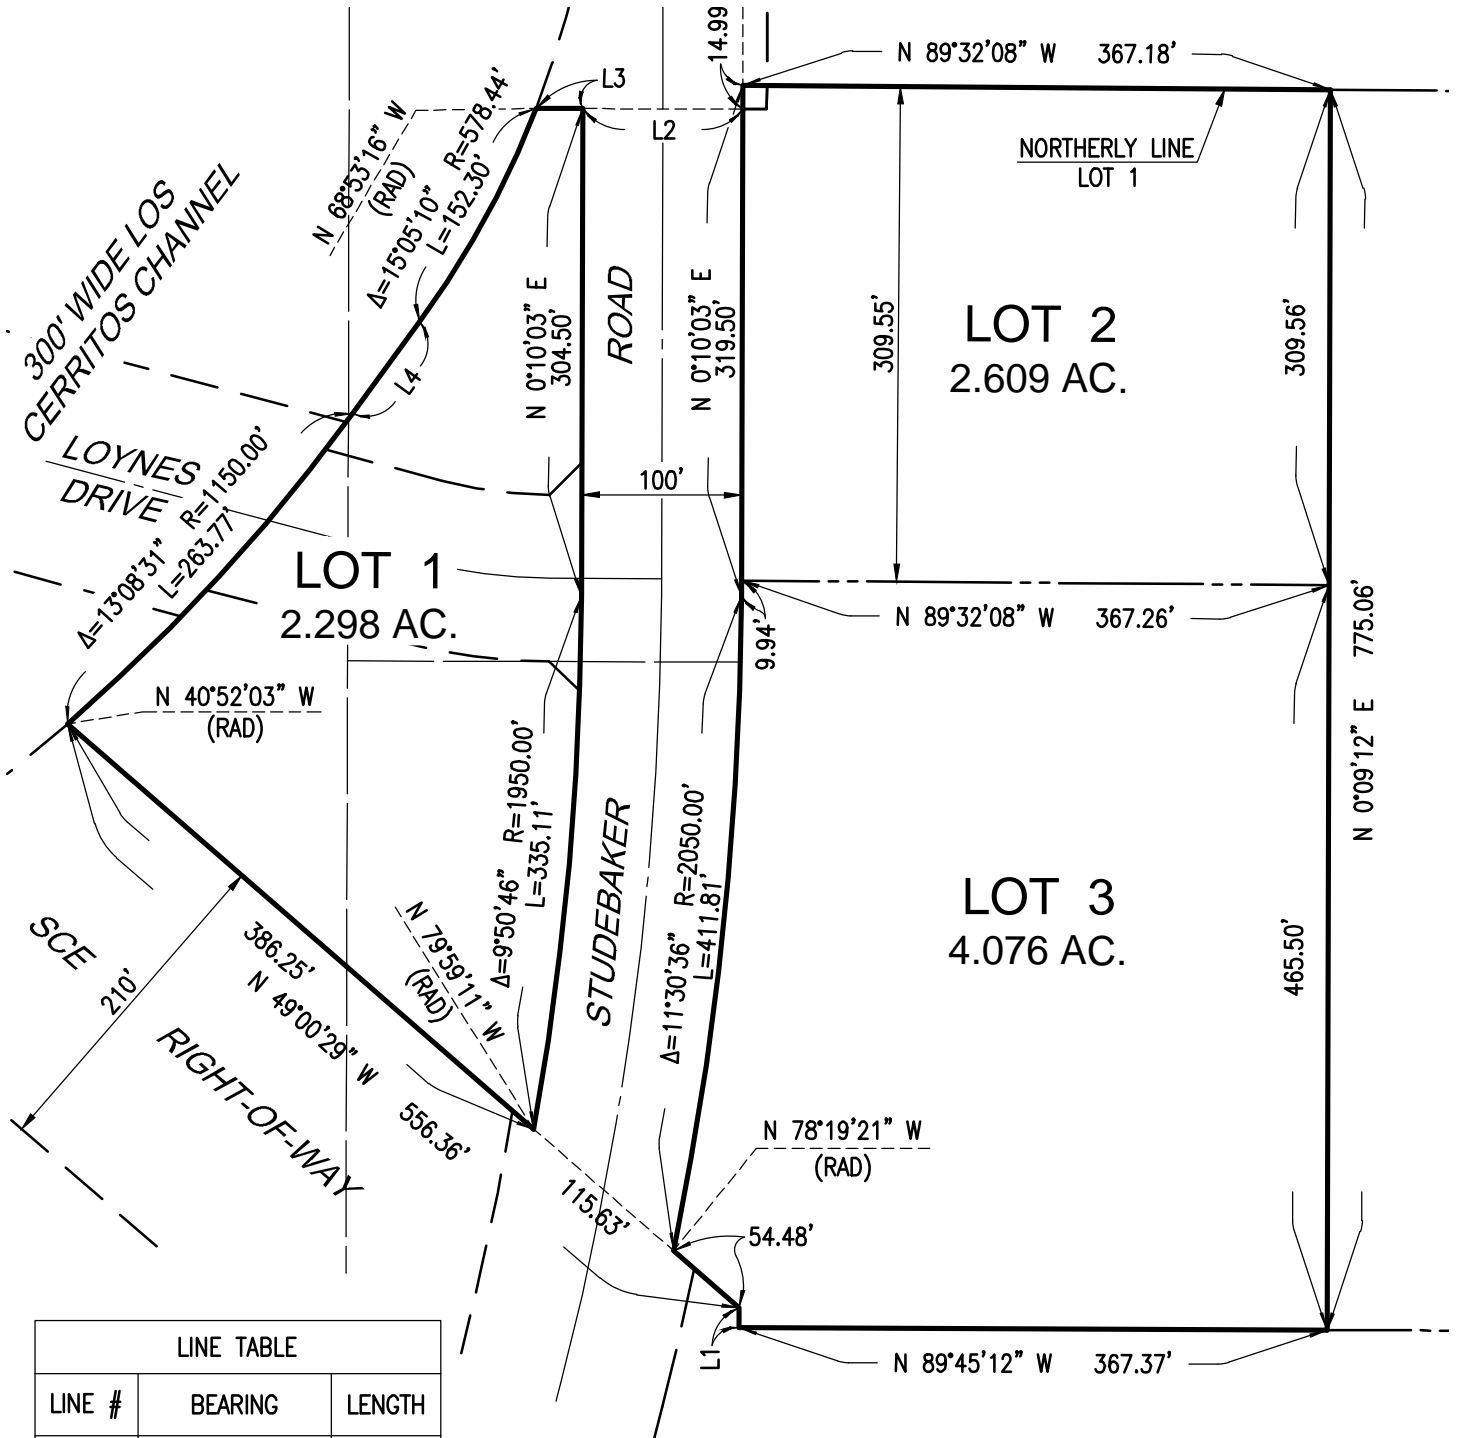 14.99
N 89°32'08" W 367.18'
L3
L2
NORTHERLY LINE
LOT 1
N 68°53'16" W
(RAD)
R=578.44'
Δ=15°05'10"
L=152.30'
300' WIDE LOS
CERRITOS CHANNEL
N 0°10'03" E
304.50'
ROAD
N 0°10'03" E
319.50'
309.55'
LOT 2
2.609 AC.
309.56'
L4
LOYNES
DRIVE
Δ=13°08'31" R=1150.00'
L=263.77'
100'
LOT 1
2.298 AC.
N 89°32'08" W 367.26'
9.94'
N 0°09'12" E 775.06'
N 40°52'03" W
(RAD)
Δ=9°50'46" R=1950.00'
L=335.11'
STUDEBAKER
Δ=11°30'36" R=2050.00'
L=411.81'
LOT 3
4.076 AC.
465.50'
SCE
210'
RIGHT-OF-WAY
386.25'
N 49°00'29" W
556.36'
N 79°59'11" W
(RAD)
115.63'
N 78°19'21" W
(RAD)
54.48'
L1
N 89°45'12" W 367.37'
LINE TABLE
LINE # BEARING LENGTH